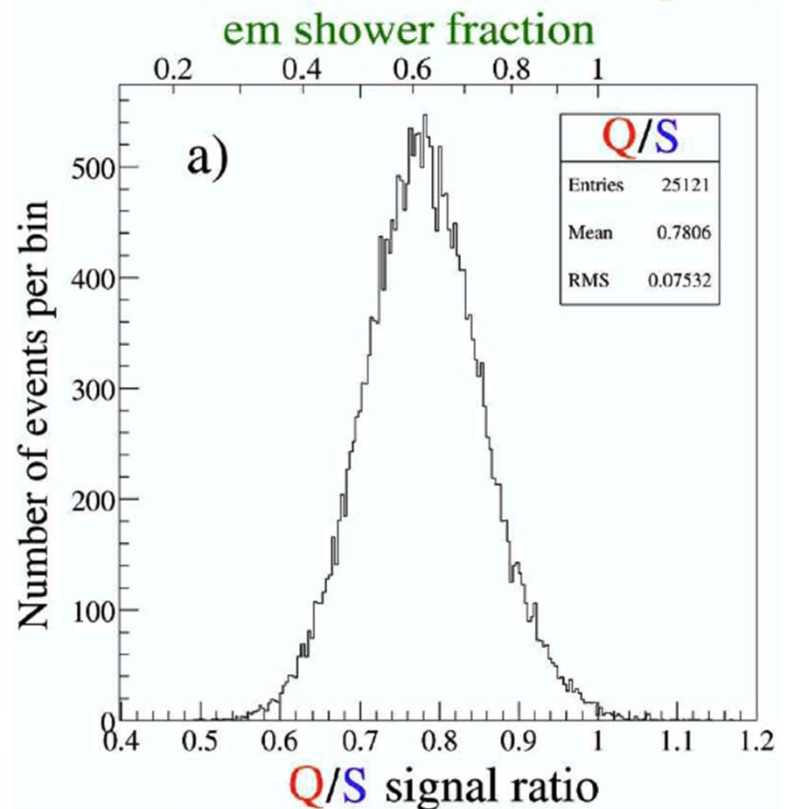 em shower fraction
0.2 0.4 0.6 0.8 1
a)
Q/S
Entries 25121
Mean 0.7806
RMS 0.07532
Number of events per bin
500
400
300
200
100
0
0.4 0.5 0.6 0.7 0.8 0.9 1 1.1 1.2
Q/S signal ratio